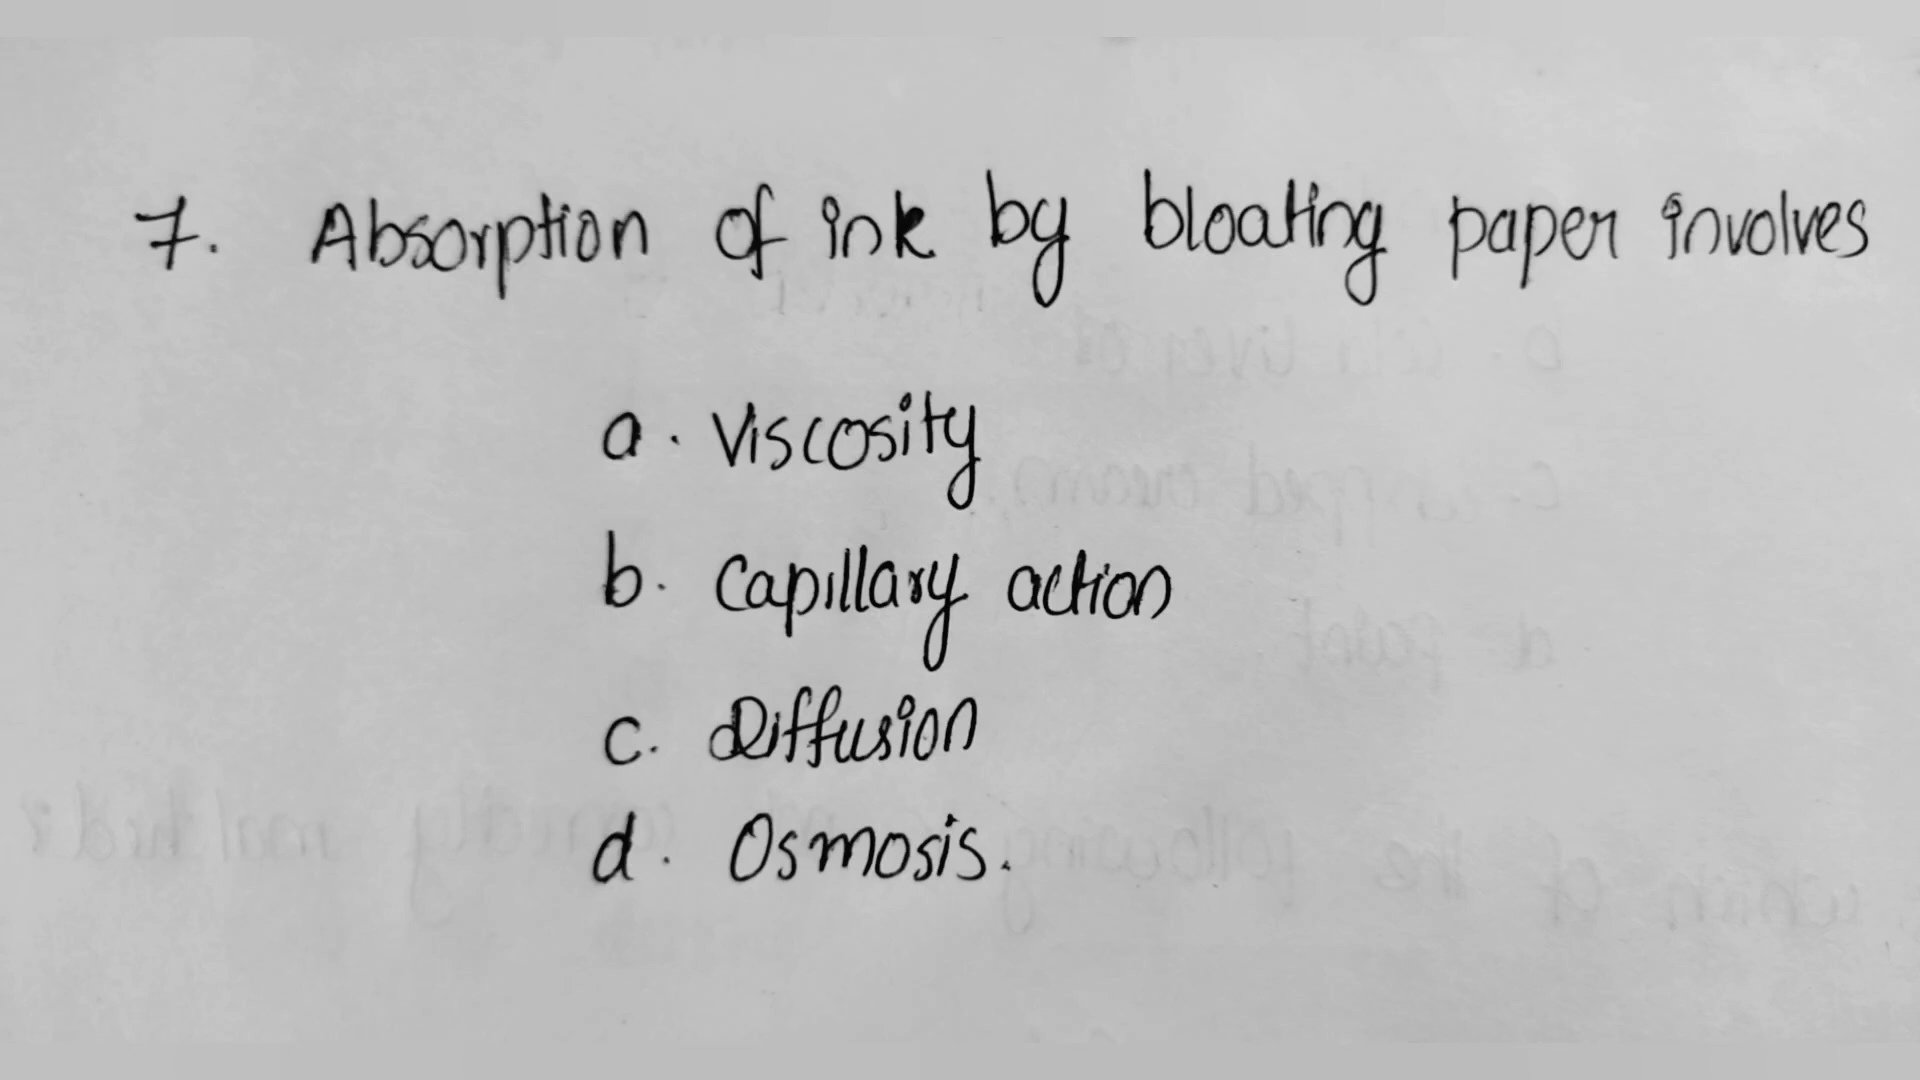 7. Absorption of ink by bloating paper involves
a. Viscosity
b. Capillary action
c. Diffusion
d. Osmosis.